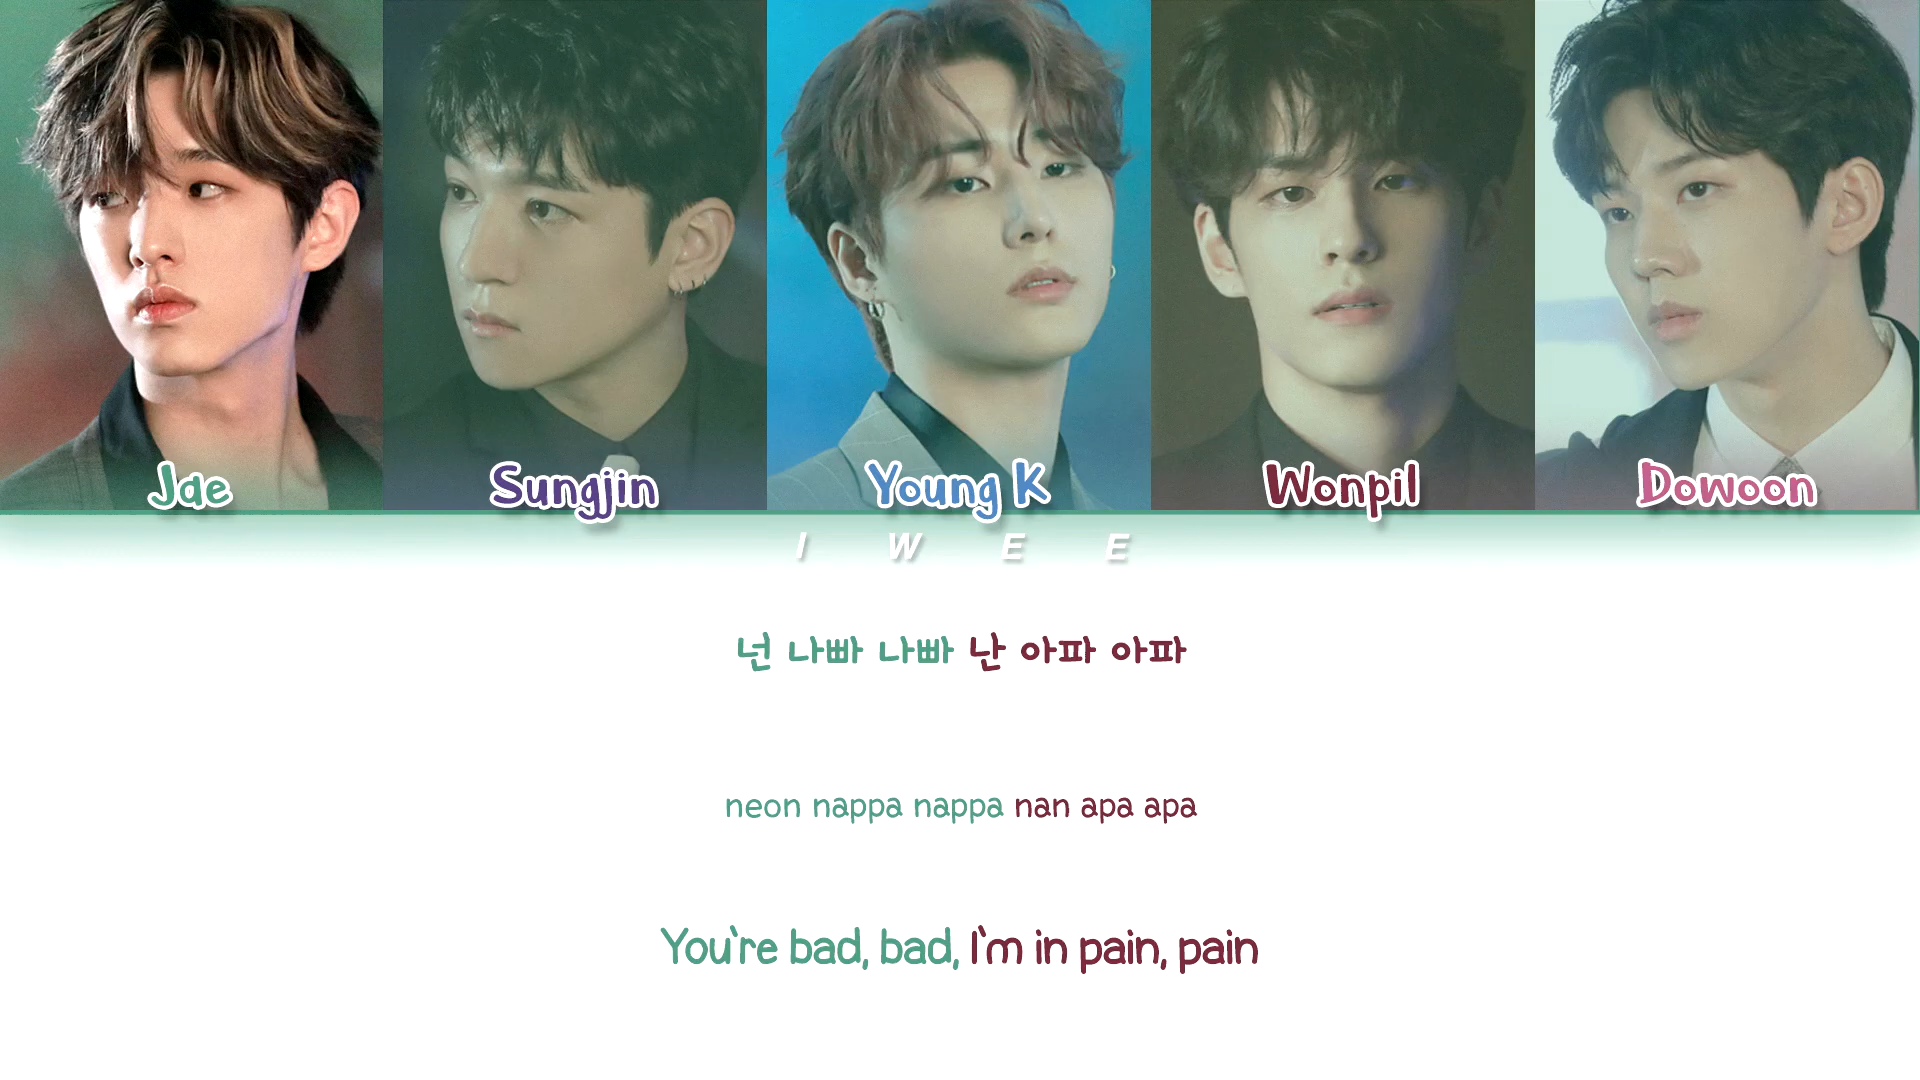 Jae Sungjin Young K Wonpil Dowoon
I W E E
넌 나빠 나빠 난 아파 아파
neon nappa nappa nan apa apa
You`re bad, bad, I`m in pain, pain